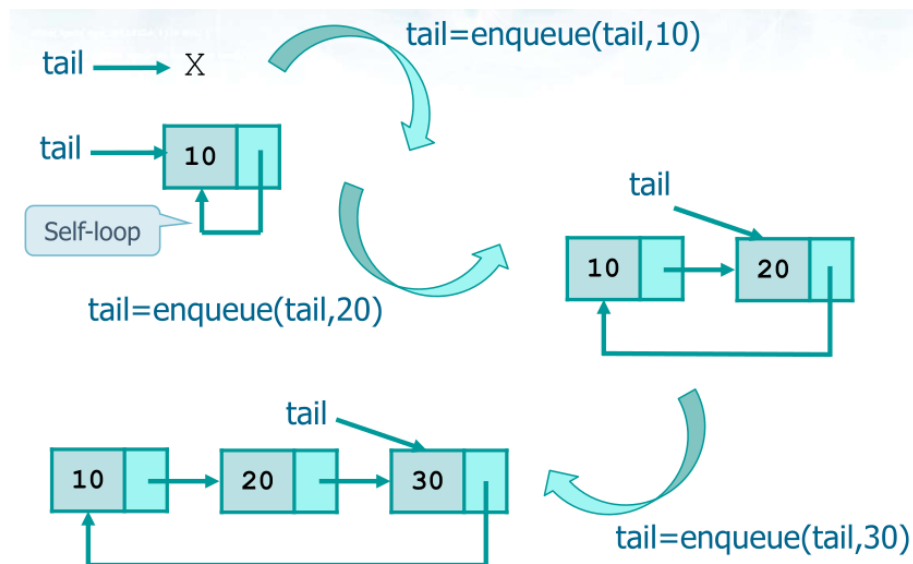 tail=enqueue(tail,10)
tail X
tail 10
Self-loop
tail
10 20
tail=enqueue(tail,20)
tail
10 20 30
tail=enqueue(tail,30)